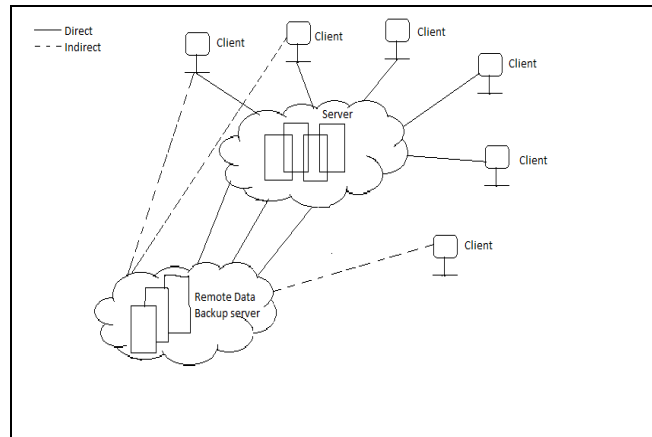 Direct
Indirect
Client
Client
Client
Client
Server
Client
Client
Remote Data
Backup server